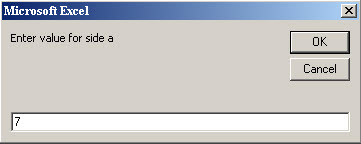 Microsoft Excel
Enter value for side a
OK
Cancel
7